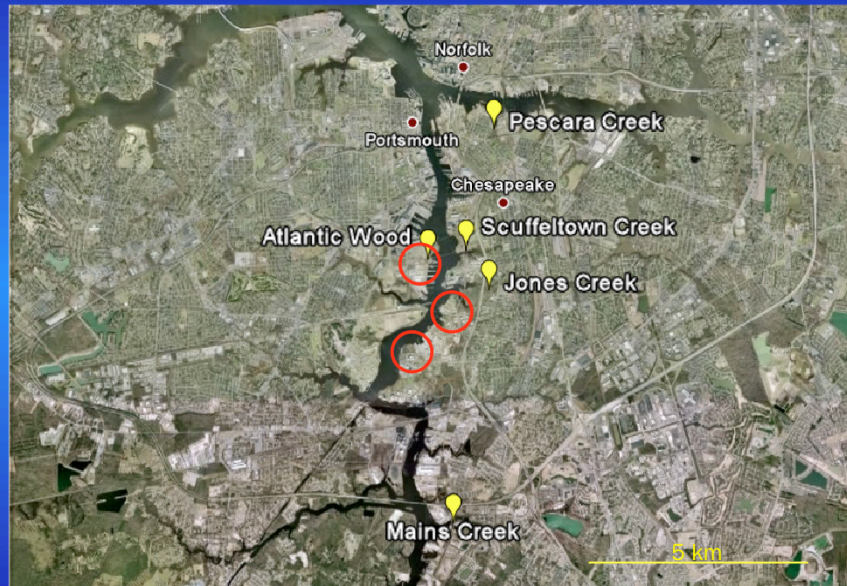 Norfolk
Pescara Creek
Portsmouth
Chesapeake
Atlantic Wood
Scuffeltown Creek
Jones Creek
Mains Creek
5 km